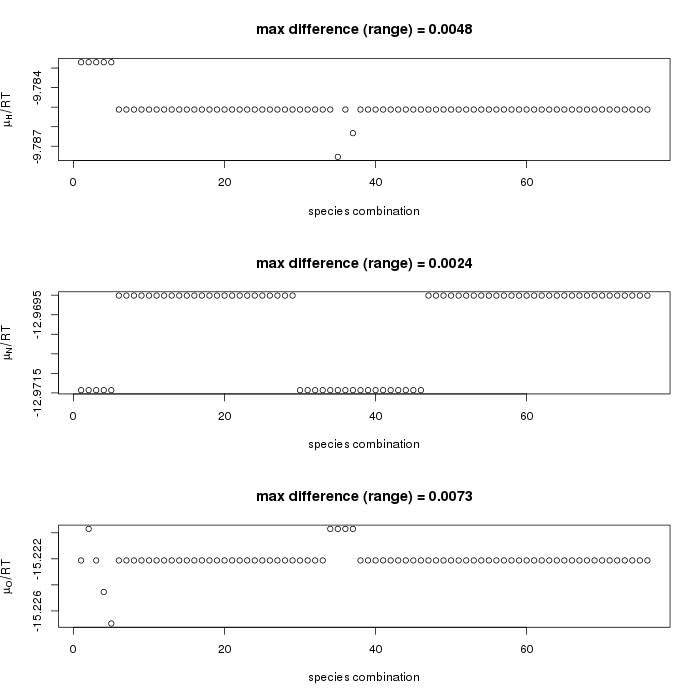 max difference (range) = 0.0048
μH/RT
-9.784
-9.787
0 20 40 60
species combination
max difference (range) = 0.0024
μN/RT
-12.9695
-12.9715
0 20 40 60
species combination
max difference (range) = 0.0073
μO/RT
-15.222
-15.226
0 20 40 60
species combination